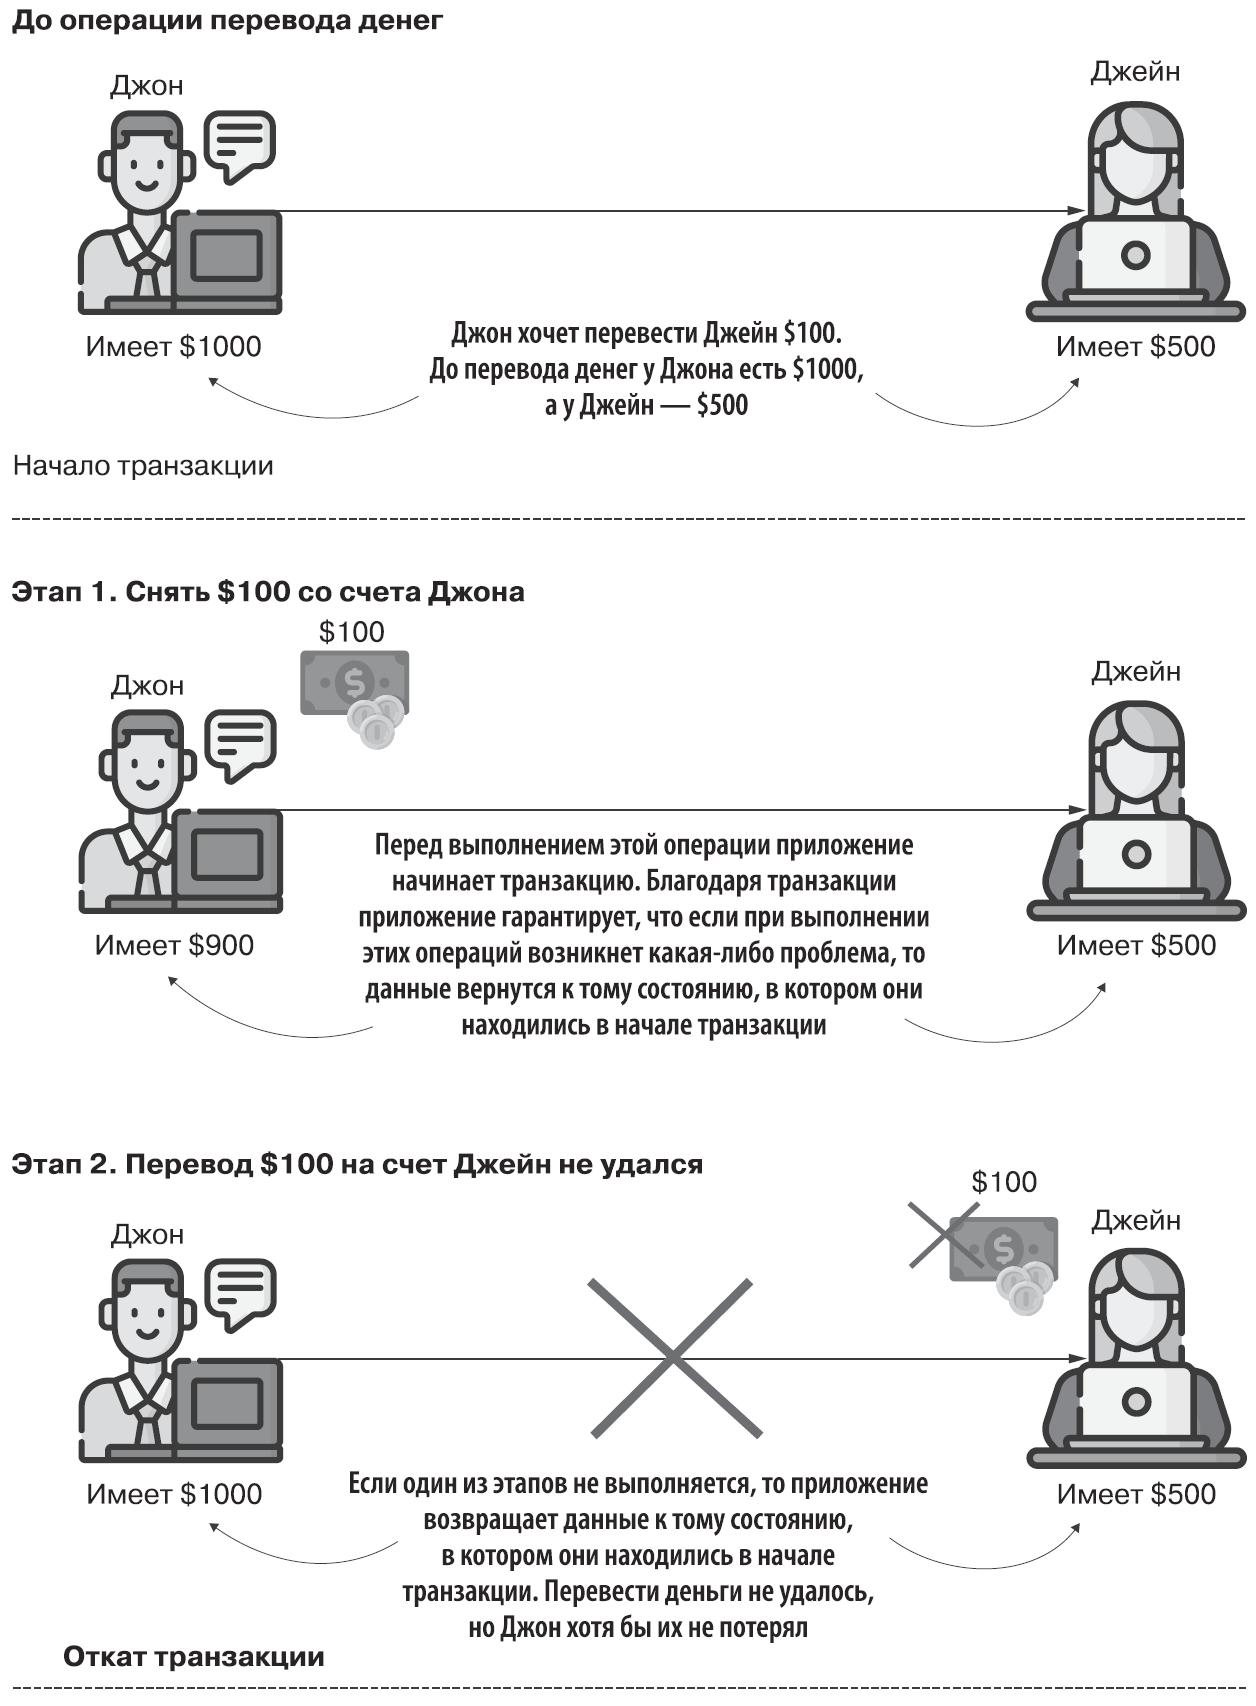 До операции перевода денег
Джон
Джейн
Имеет $1000
Имеет $500
Джон хочет перевести Джейн $100.
До перевода денег у Джона есть $1000,
а у Джейн — $500
Начало транзакции
Этап 1. Снять $100 со счета Джона
$100
Джон
Джейн
Имеет $900
Имеет $500
Перед выполнением этой операции приложение
начинает транзакцию. Благодаря транзакции
приложение гарантирует, что если при выполнении
этих операций возникнет какая-либо проблема, то
данные вернутся к тому состоянию, в котором они
находились в начале транзакции
Этап 2. Перевод $100 на счет Джейн не удался
$100
Джон
Джейн
Имеет $1000
Имеет $500
Если один из этапов не выполняется, то приложение
возвращает данные к тому состоянию,
в котором они находились в начале
транзакции. Перевести деньги не удалось,
но Джон хотя бы их не потерял
Откат транзакции